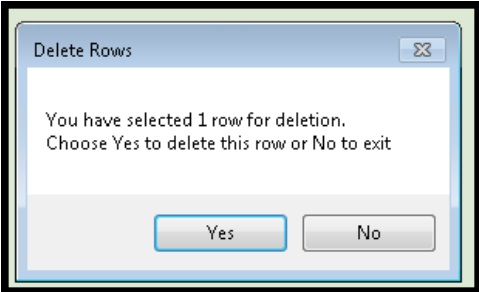 Delete Rows
You have selected 1 row for deletion.
Choose Yes to delete this row or No to exit
Yes
No